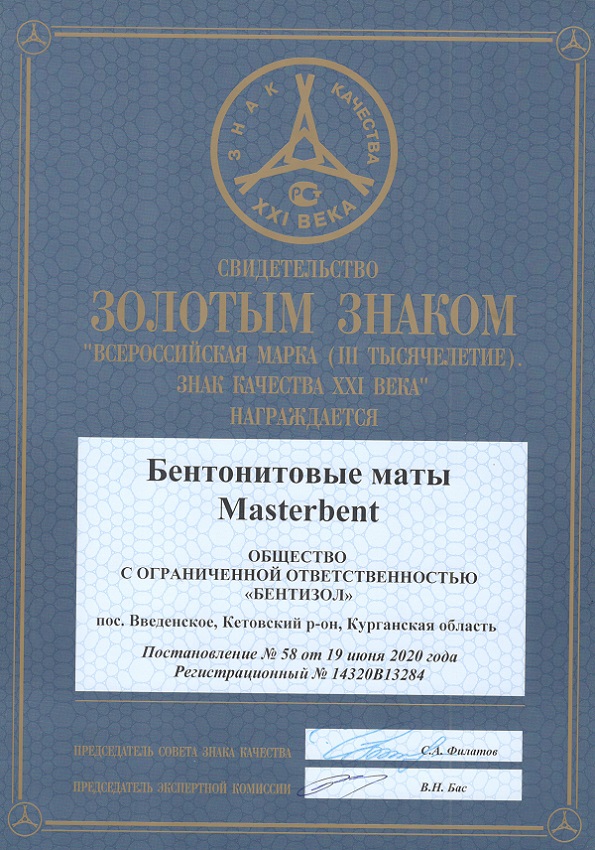 ЗНАК КАЧЕСТВА
XXI ВЕКА
РСТ
СВИДЕТЕЛЬСТВО
ЗОЛОТЫМ ЗНАКОМ
"ВСЕРОССИЙСКАЯ МАРКА (III ТЫСЯЧЕЛЕТИЕ).
ЗНАК КАЧЕСТВА XXI ВЕКА"
НАГРАЖДАЕТСЯ
Бентонитовые маты
Masterbent
ОБЩЕСТВО
С ОГРАНИЧЕННОЙ ОТВЕТСТВЕННОСТЬЮ
«БЕНТИЗОЛ»
пос. Введенское, Кетовский р-он, Курганская область
Постановление № 58 от 19 июня 2020 года
Регистрационный № 14320В13284
ПРЕДСЕДАТЕЛЬ СОВЕТА ЗНАКА КАЧЕСТВА С.А. Филатов
ПРЕДСЕДАТЕЛЬ ЭКСПЕРТНОЙ КОМИССИИ В.Н. Бас